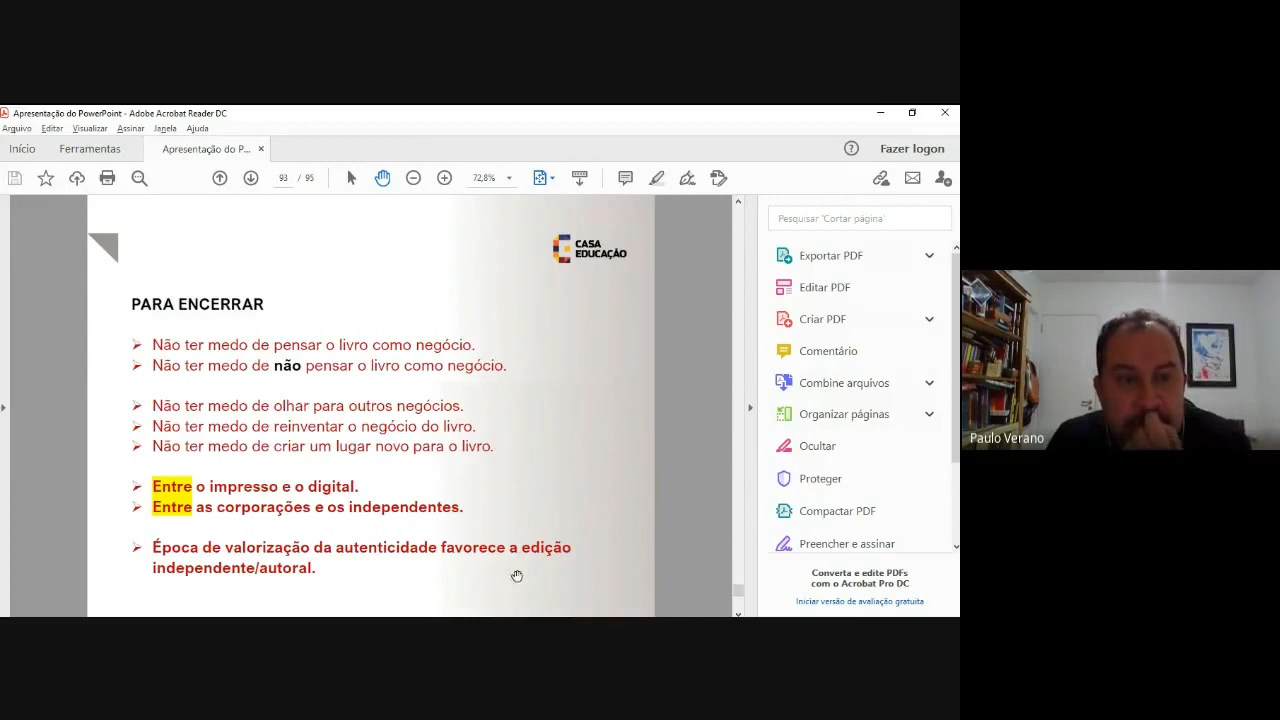 Apresentação do PowerPoint - Adobe Acrobat Reader DC
Arquivo Editar Visualizar Assinar Janela Ajuda
Início Ferramentas Apresentação do P... × Fazer logon
93 / 95 72,8%
Pesquisar 'Cortar página'
CASA
EDUCAÇÃO
Exportar PDF
Editar PDF
Criar PDF
Comentário
Combine arquivos
Organizar páginas
Ocultar
Proteger
Compactar PDF
Preencher e assinar
Converta e edite PDFs
com o Acrobat Pro DC
Iniciar versão de avaliação gratuita
PARA ENCERRAR
Não ter medo de pensar o livro como negócio.
Não ter medo de não pensar o livro como negócio.
Não ter medo de olhar para outros negócios.
Não ter medo de reinventar o negócio do livro.
Não ter medo de criar um lugar novo para o livro.
Entre o impresso e o digital.
Entre as corporações e os independentes.
Época de valorização da autenticidade favorece a edição
independente/autoral.
Paulo Verano